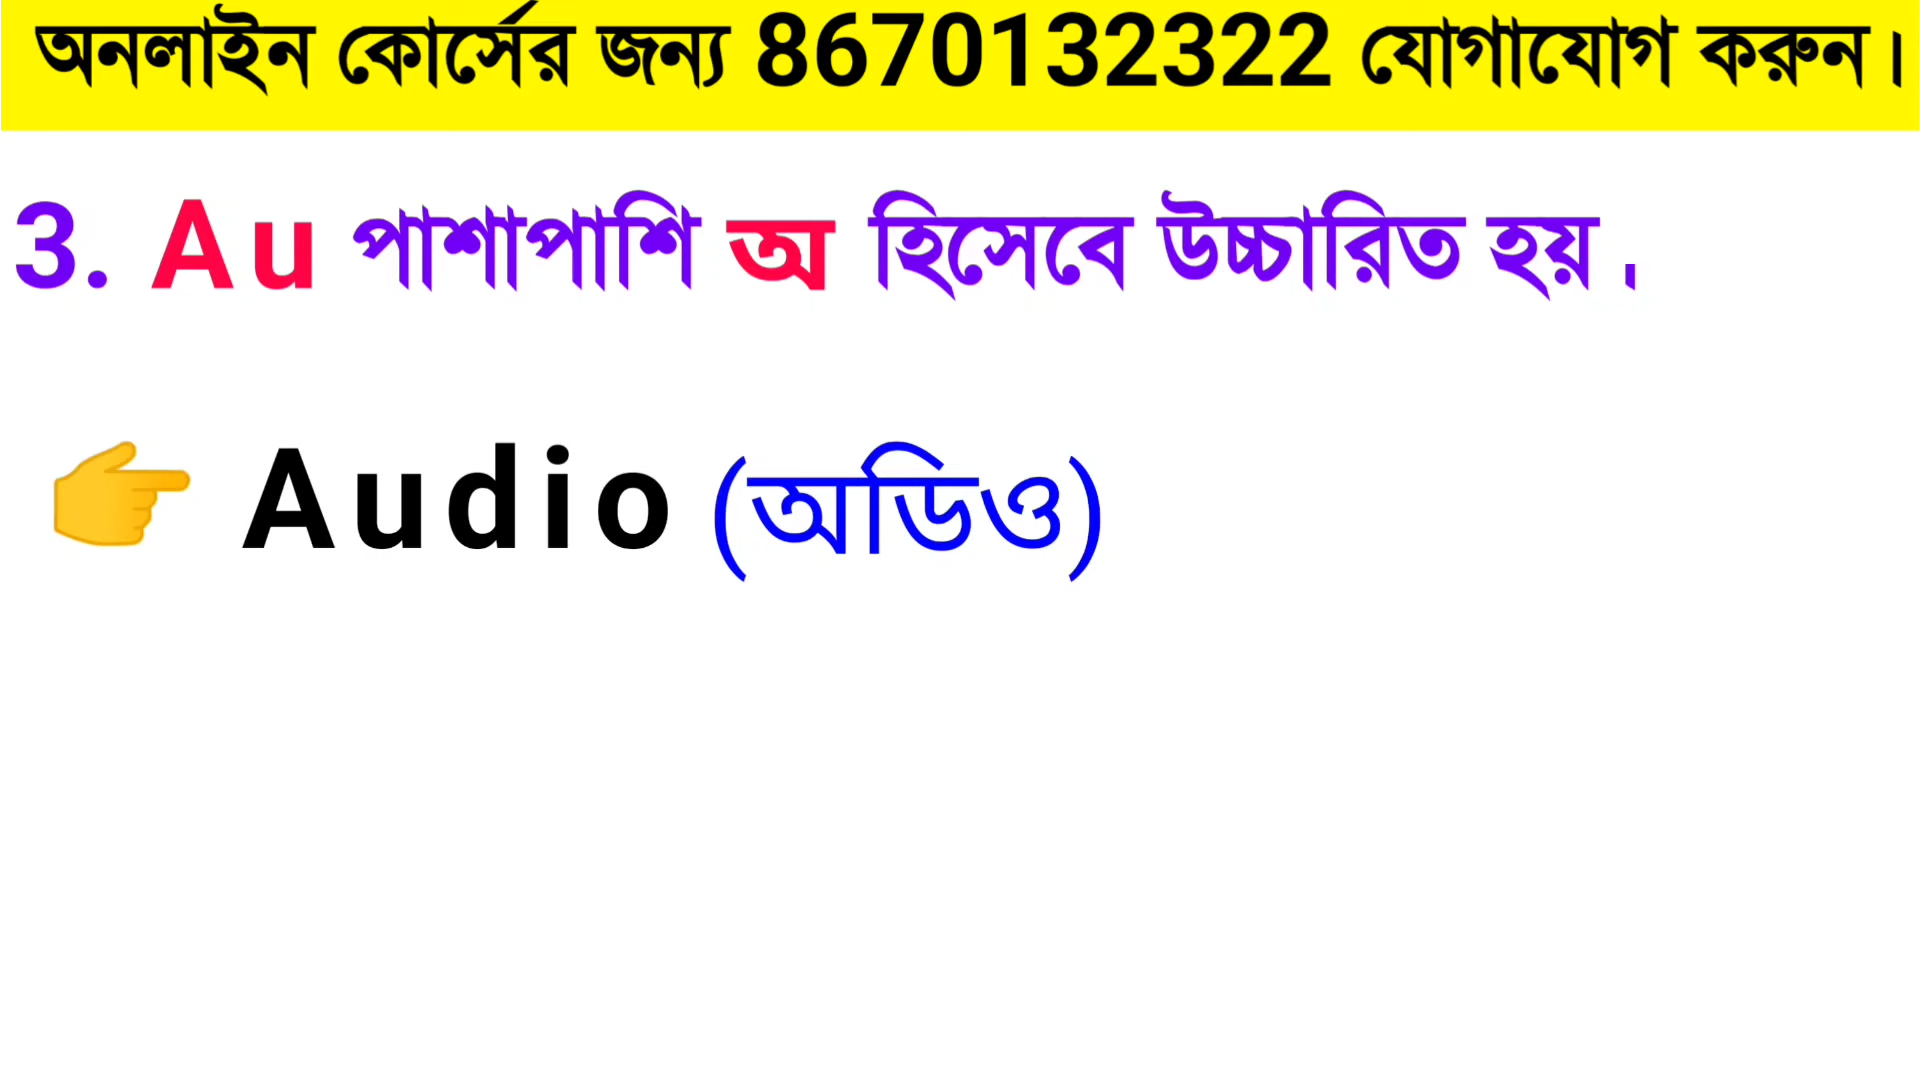 অনলাইন কোর্সের জন্য 8670132322 যোগাযোগ করুন।
3. Au পাশাপাশি অ হিসেবে উচ্চারিত হয় ।
👉 Audio (অডিও)